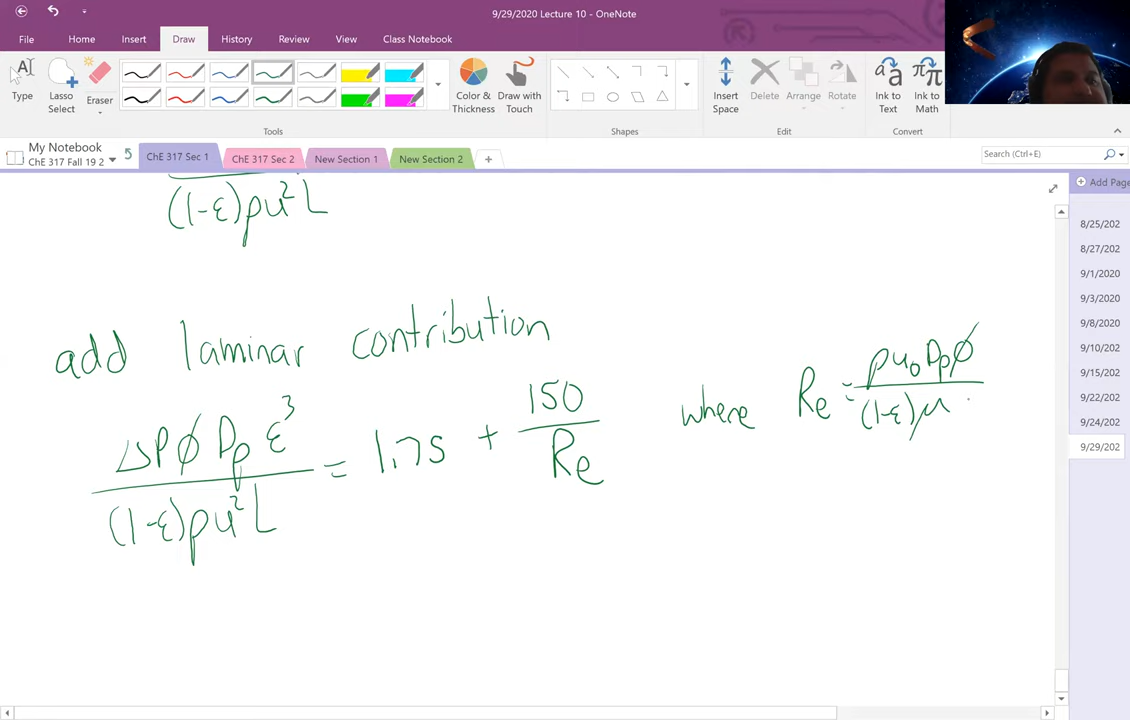 9/29/2020 Lecture 10 - OneNote
File Home Insert Draw History Review View Class Notebook
Type Lasso Select Eraser Color & Thickness Draw with Touch Insert Space Delete Arrange Rotate Ink to Text Ink to Math
Tools Shapes Edit Convert
My Notebook
ChE 317 Fall 19 2
ChE 317 Sec 1 ChE 317 Sec 2 New Section 1 New Section 2 +
Search (Ctrl+E)
Add Page
8/25/202
8/27/202
9/1/2020
9/3/2020
9/8/2020
9/10/202
9/15/202
9/22/202
9/24/202
9/29/202
(1-ε)ρu²L
add laminar contribution
ΔPϕ Dp ε³ / (1-ε)ρu²L = 1.75 + 150 / Re where Re = ρu₀Dpϕ / (1-ε)μ